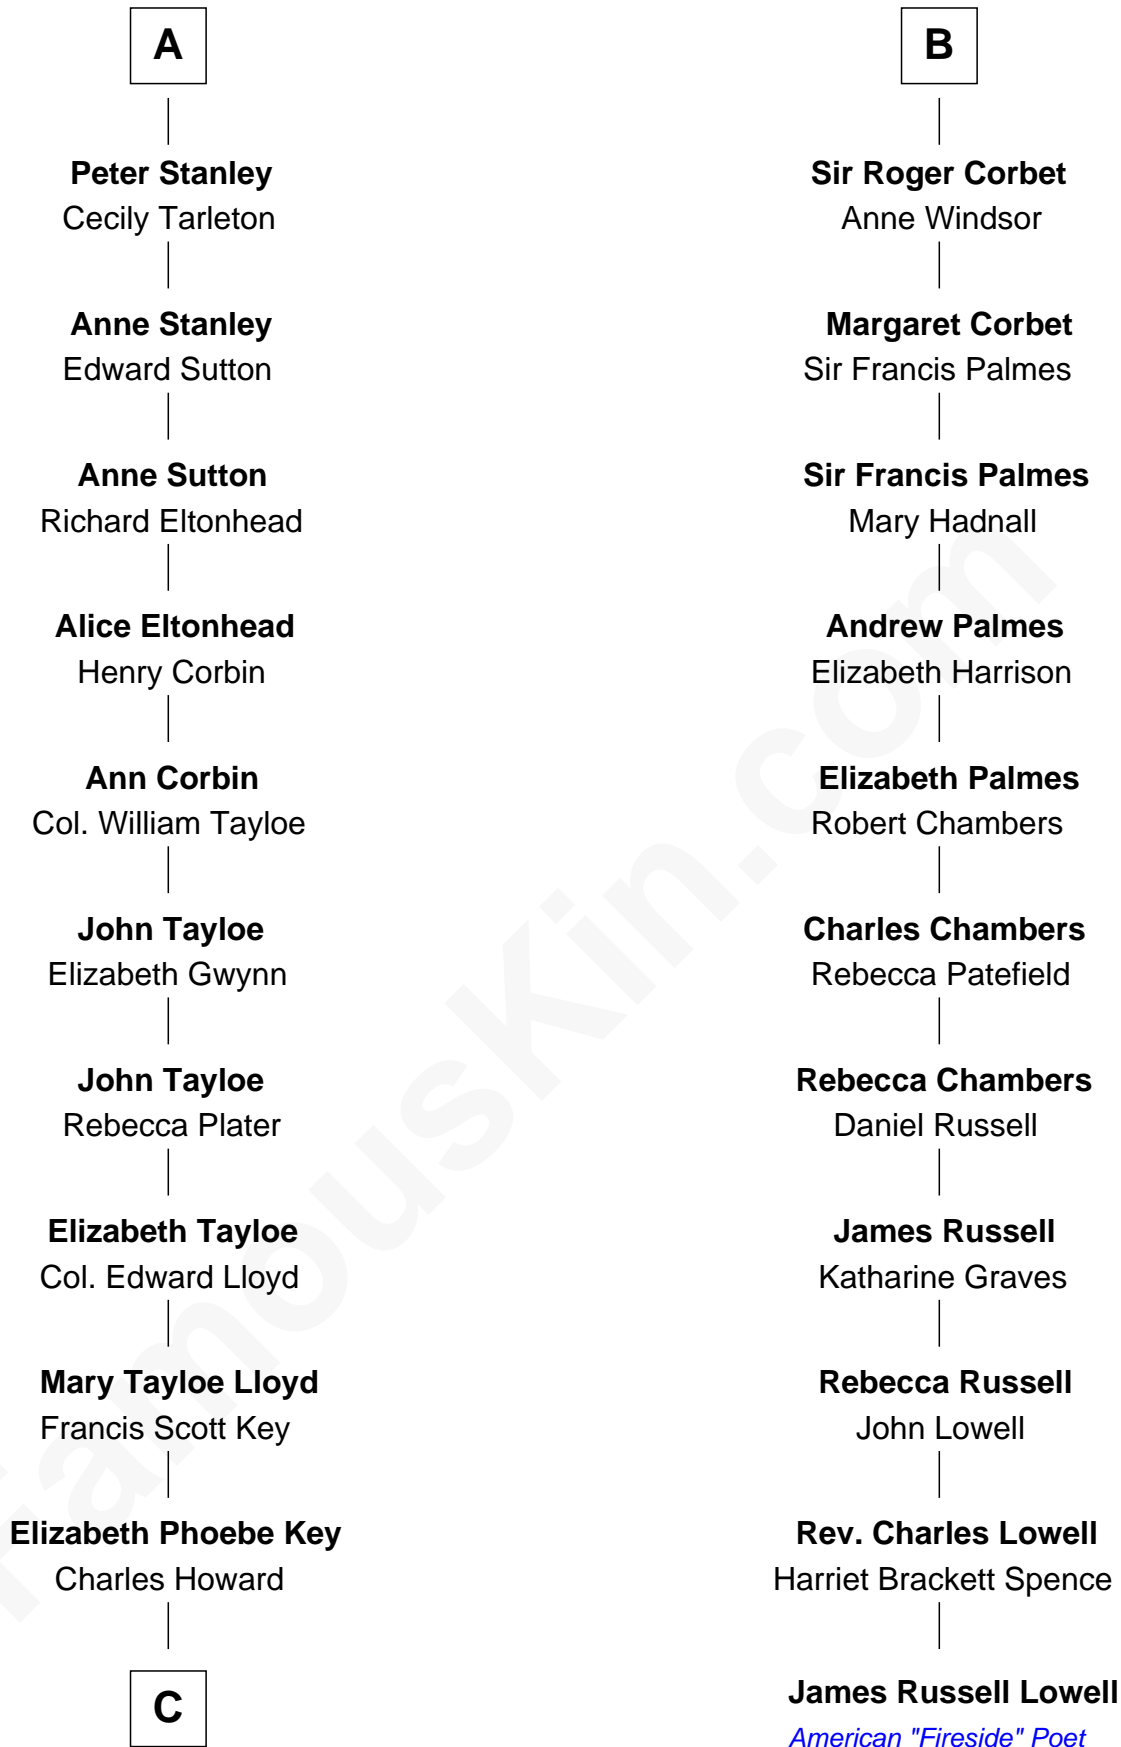 A
Peter Stanley
Cecily Tarleton
Anne Stanley
Edward Sutton
Anne Sutton
Richard Eltonhead
Alice Eltonhead
Henry Corbin
Ann Corbin
Col. William Tayloe
John Tayloe
Elizabeth Gwynn
John Tayloe
Rebecca Plater
Elizabeth Tayloe
Col. Edward Lloyd
Mary Tayloe Lloyd
Francis Scott Key
Elizabeth Phoebe Key
Charles Howard
C
B
Sir Roger Corbet
Anne Windsor
Margaret Corbet
Sir Francis Palmes
Sir Francis Palmes
Mary Hadnall
Andrew Palmes
Elizabeth Harrison
Elizabeth Palmes
Robert Chambers
Charles Chambers
Rebecca Patefield
Rebecca Chambers
Daniel Russell
James Russell
Katharine Graves
Rebecca Russell
John Lowell
Rev. Charles Lowell
Harriet Brackett Spence
James Russell Lowell
American "Fireside" Poet
FamousKin.com